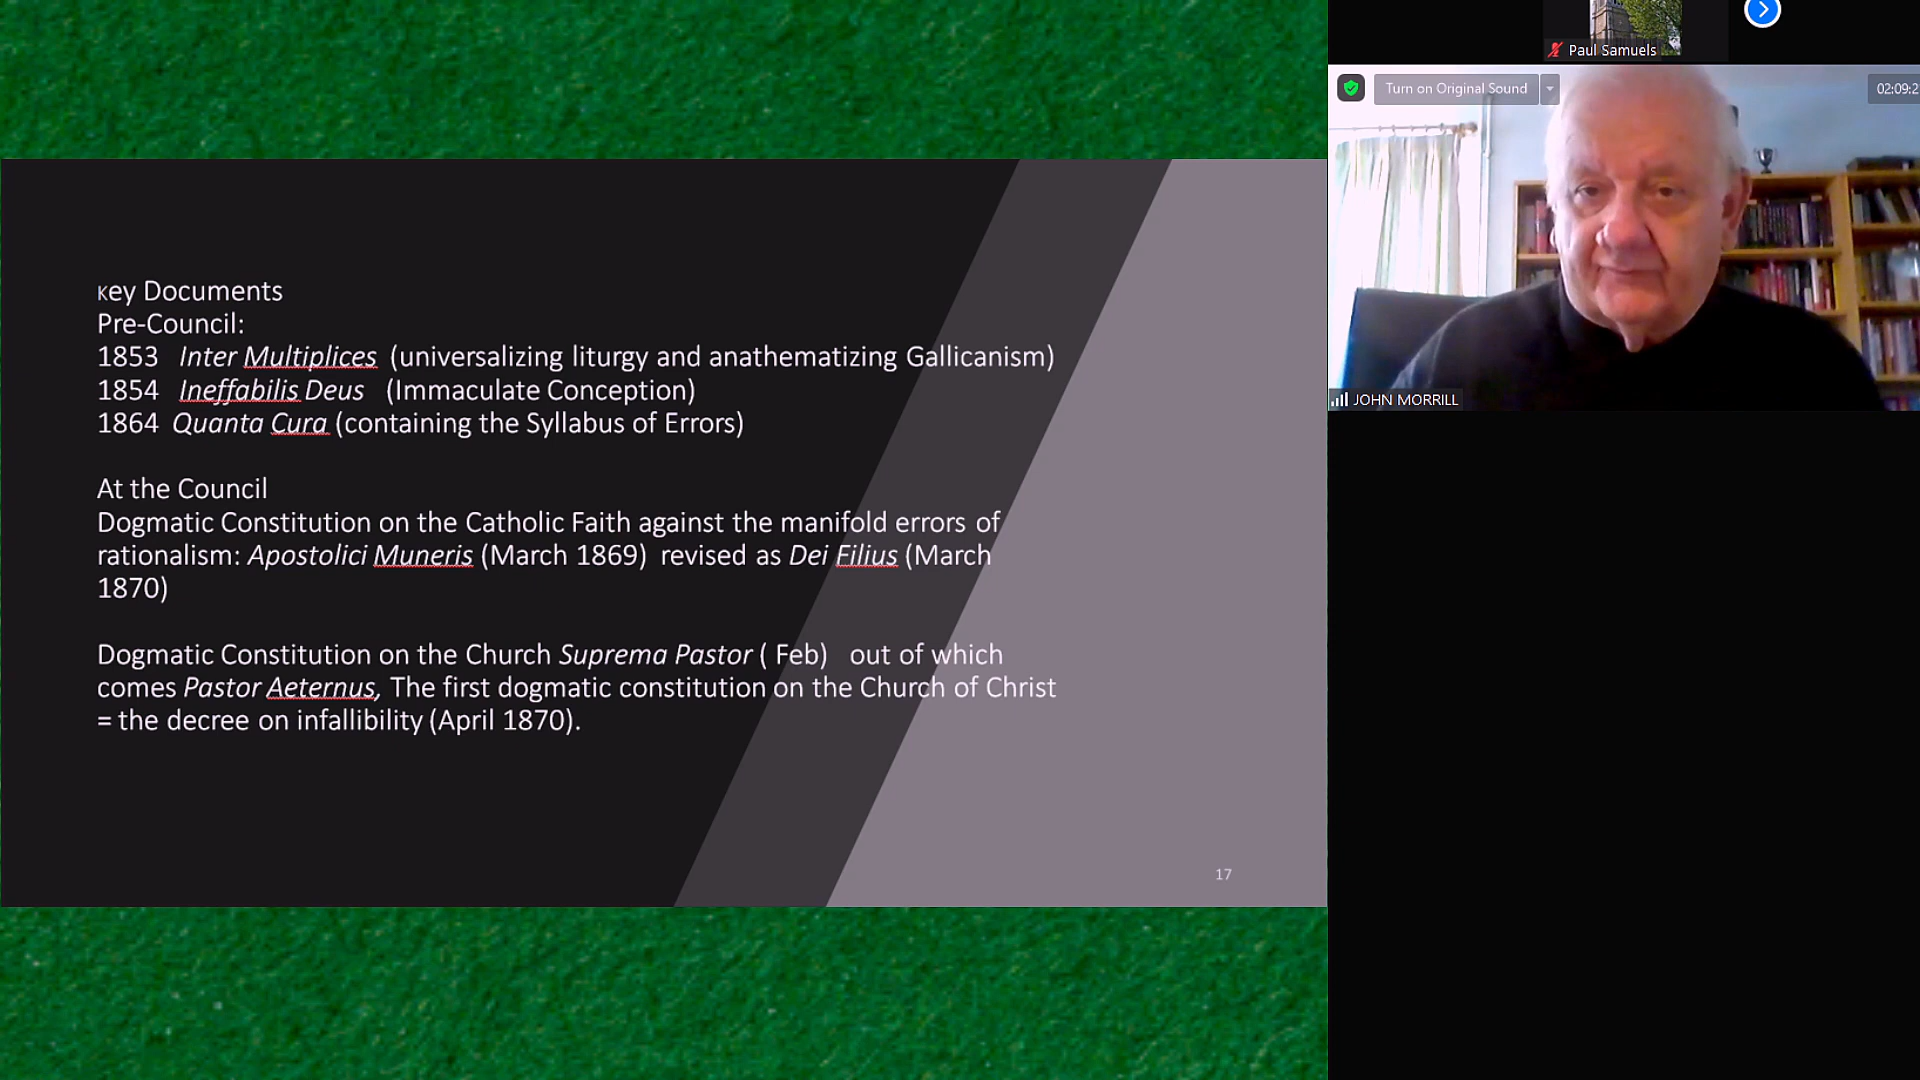 Key Documents
Pre-Council:
1853 Inter Multiplices (universalizing liturgy and anathematizing Gallicanism)
1854 Ineffabilis Deus (Immaculate Conception)
1864 Quanta Cura (containing the Syllabus of Errors)
At the Council
Dogmatic Constitution on the Catholic Faith against the manifold errors of
rationalism: Apostolici Muneris (March 1869) revised as Dei Filius (March
1870)
Dogmatic Constitution on the Church Suprema Pastor ( Feb) out of which
comes Pastor Aeternus, The first dogmatic constitution on the Church of Christ
= the decree on infallibility (April 1870).
17
Paul Samuels
Turn on Original Sound
02:09:2
JOHN MORRILL